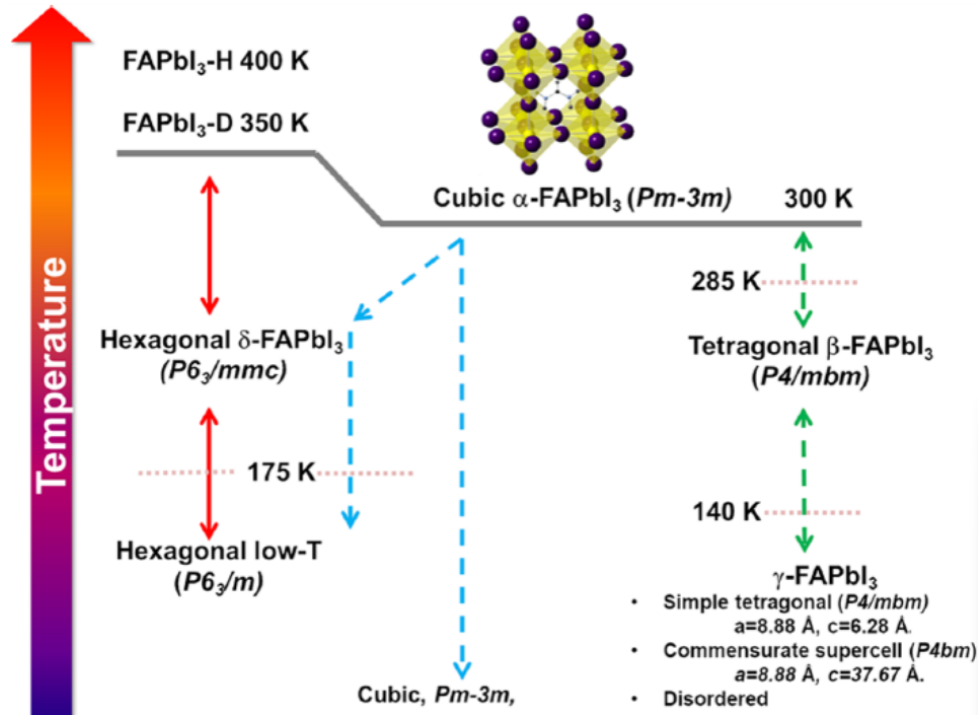 Temperature
FAPbI₃-H 400 K
FAPbI₃-D 350 K
Cubic α-FAPbI₃ (Pm-3m) 300 K
285 K
Hexagonal δ-FAPbI₃
(P6₃/mmc)
Tetragonal β-FAPbI₃
(P4/mbm)
175 K
140 K
Hexagonal low-T
(P6₃/m)
γ-FAPbI₃
• Simple tetragonal (P4/mbm)
a=8.88 Å, c=6.28 Å.
• Commensurate supercell (P4bm)
a=8.88 Å, c=37.67 Å.
• Disordered
Cubic, Pm-3m,